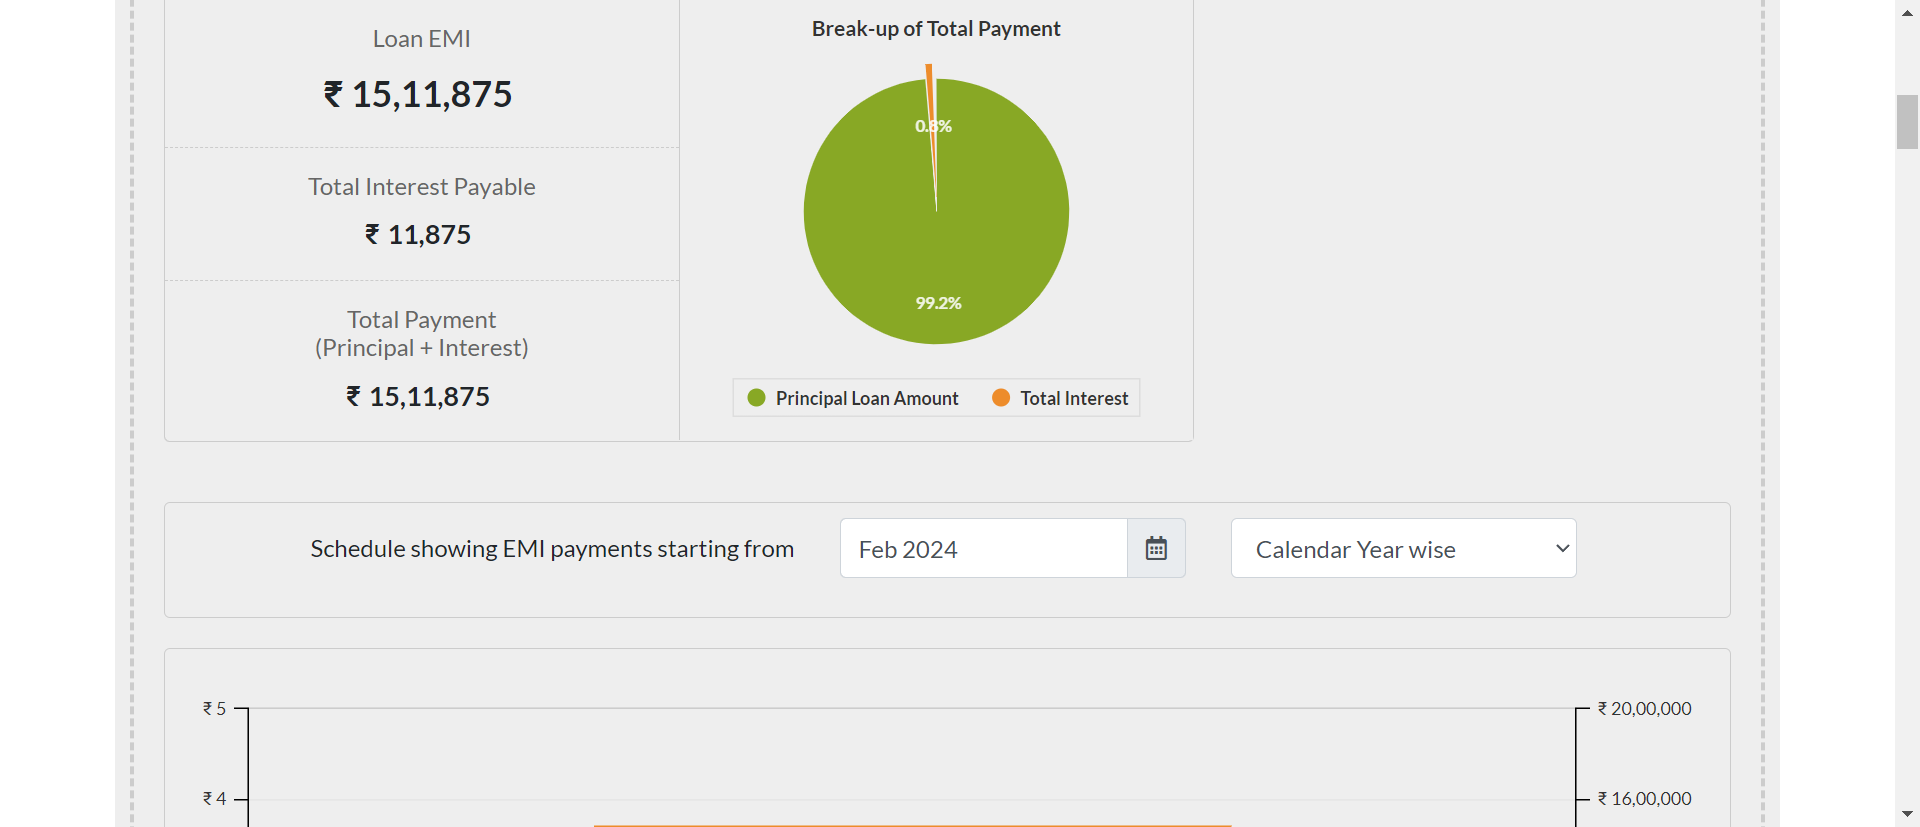 Loan EMI
₹ 15,11,875
Total Interest Payable
₹ 11,875
Total Payment
(Principal + Interest)
₹ 15,11,875
Break-up of Total Payment
0.8%
99.2%
Principal Loan Amount
Total Interest
Schedule showing EMI payments starting from
Feb 2024
Calendar Year wise
₹ 5
₹ 20,00,000
₹ 4
₹ 16,00,000